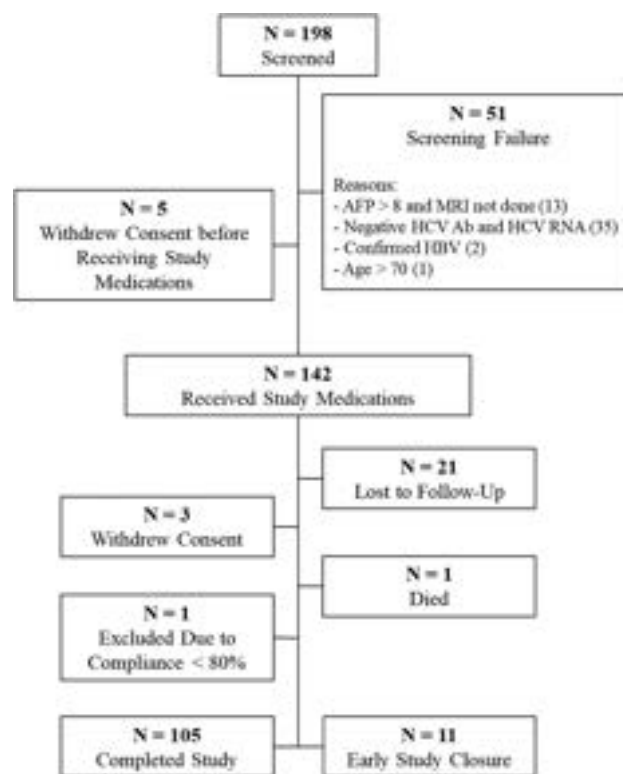 N = 198
Screened
N = 51
Screening Failure
Reasons:
- AFP > 8 and MRI not done (13)
- Negative HCV Ab and HCV RNA (35)
- Confirmed HBV (2)
- Age > 70 (1)
N = 5
Withdrew Consent before
Receiving Study
Medications
N = 142
Received Study Medications
N = 21
Lost to Follow-Up
N = 3
Withdrew Consent
N = 1
Died
N = 1
Excluded Due to
Compliance < 80%
N = 105
Completed Study
N = 11
Early Study Closure